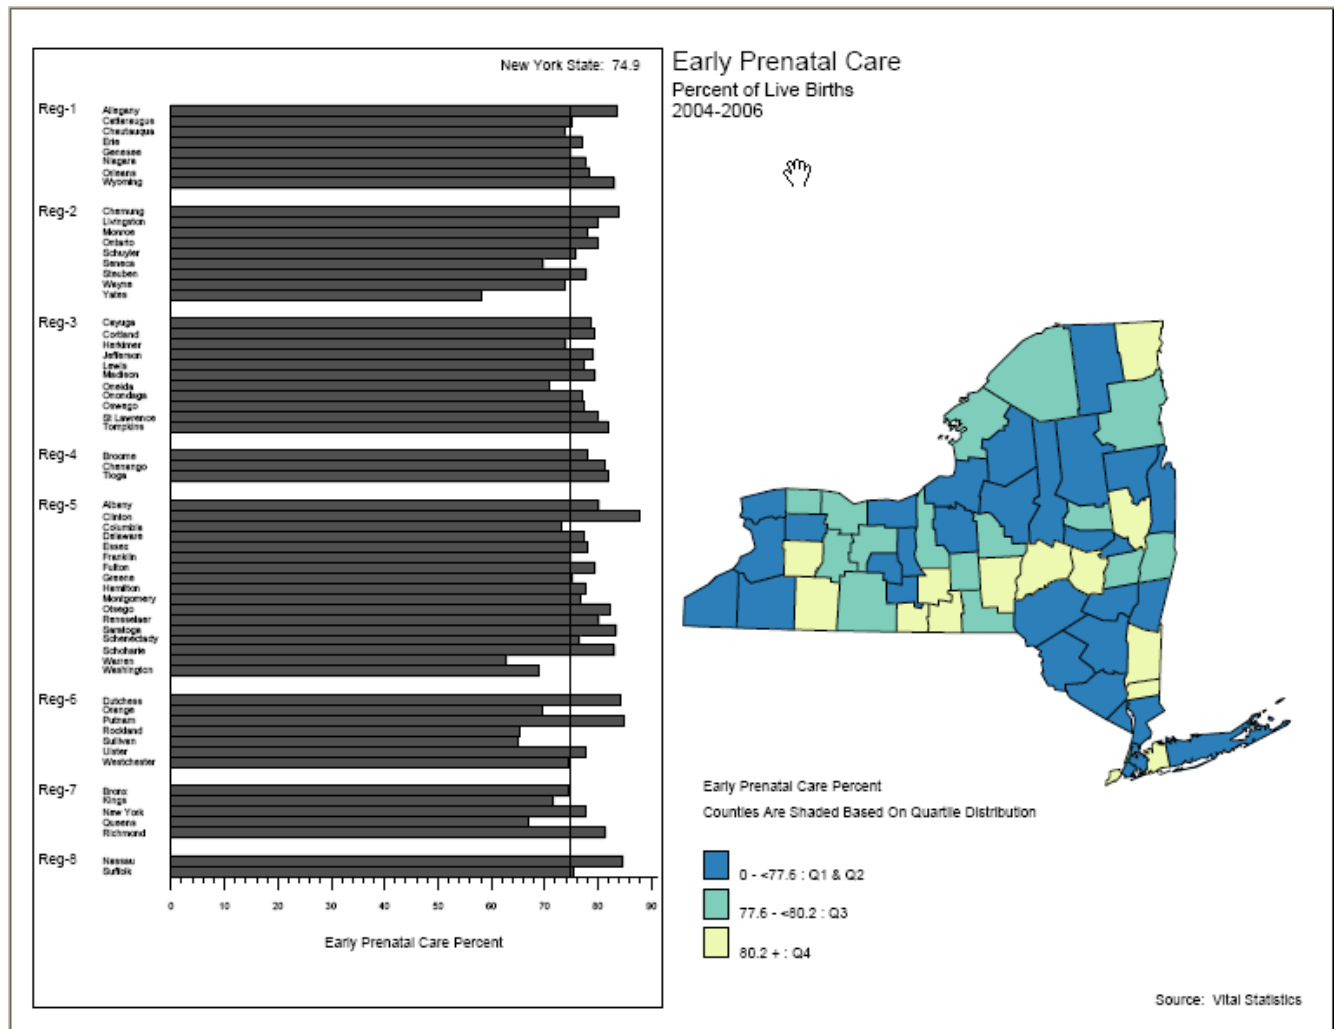 New York State: 74.9
Early Prenatal Care
Percent of Live Births
2004-2006
Reg-1
Allegany
Cattaraugus
Chautauqua
Erie
Genesee
Niagara
Orleans
Wyoming
Reg-2
Chemung
Livingston
Monroe
Ontario
Schuyler
Seneca
Steuben
Wayne
Yates
Reg-3
Cayuga
Cortland
Herkimer
Jefferson
Lewis
Madison
Oneida
Onondaga
Oswego
St Lawrence
Tompkins
Reg-4
Broome
Chenango
Tioga
Reg-5
Albany
Clinton
Columbia
Delaware
Essex
Franklin
Fulton
Greene
Hamilton
Montgomery
Otsego
Rensselaer
Saratoga
Schenectady
Schoharie
Warren
Washington
Reg-6
Dutchess
Orange
Putnam
Rockland
Sullivan
Ulster
Westchester
Reg-7
Bronx
Kings
New York
Queens
Richmond
Reg-8
Nassau
Suffolk
0 10 20 30 40 50 60 70 80 90
Early Prenatal Care Percent
Early Prenatal Care Percent
Counties Are Shaded Based On Quartile Distribution
0 - <77.6 : Q1 & Q2
77.6 - <80.2 : Q3
80.2 + : Q4
Source: Vital Statistics